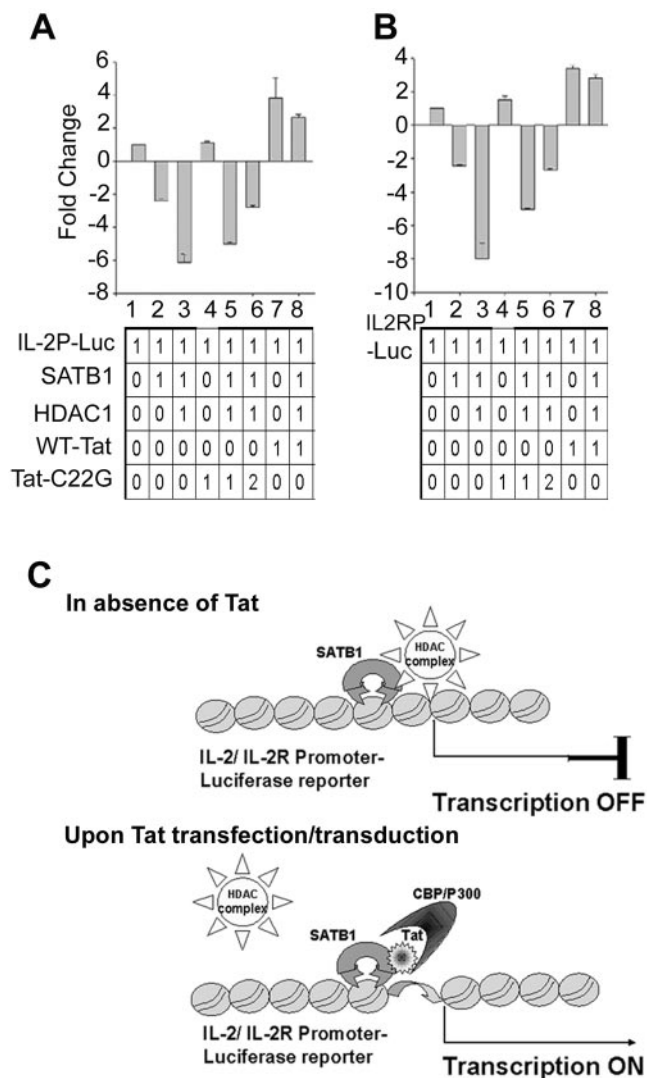 A
6
4
2
0
-2
-4
-6
-8
Fold Change
1 2 3 4 5 6 7 8
IL-2P-Luc 1 1 1 1 1 1 1 1
SATB1 0 1 1 0 1 1 0 1
HDAC1 0 0 1 0 1 1 0 1
WT-Tat 0 0 0 0 0 0 1 1
Tat-C22G 0 0 0 1 1 2 0 0
B
4
2
0
-2
-4
-6
-8
-10
1 2 3 4 5 6 7 8
IL2RP
-Luc 1 1 1 1 1 1 1 1
0 1 1 0 1 1 0 1
0 0 1 0 1 1 0 1
0 0 0 0 0 0 1 1
0 0 0 1 1 2 0 0
C
In absence of Tat
SATB1
HDAC
complex
IL-2/ IL-2R Promoter-
Luciferase reporter
Transcription OFF
Upon Tat transfection/transduction
HDAC
complex
CBP/P300
SATB1
Tat
IL-2/ IL-2R Promoter-
Luciferase reporter
Transcription ON